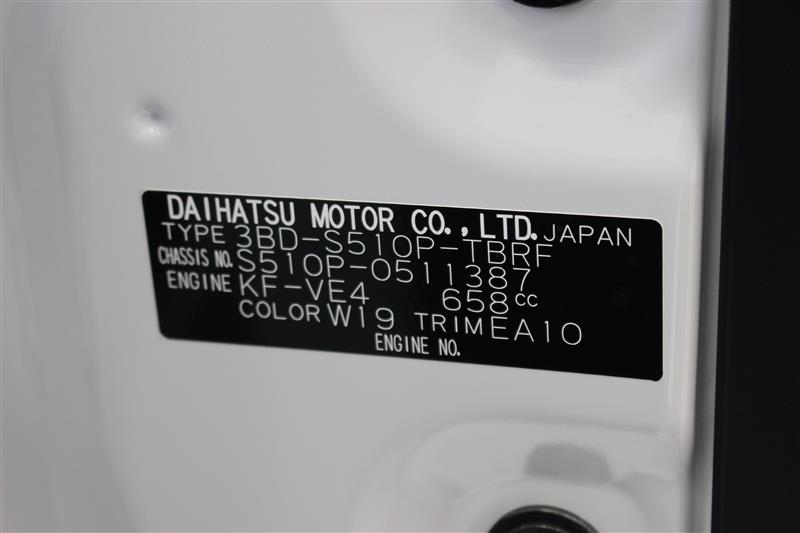 DAIHATSU MOTOR CO., LTD. JAPAN
TYPE 3BD-S510P-TBRF
CHASSIS NO. S510P-0511387
ENGINE KF-VE4 658cc
COLOR W19 TRIM EA10
ENGINE NO.